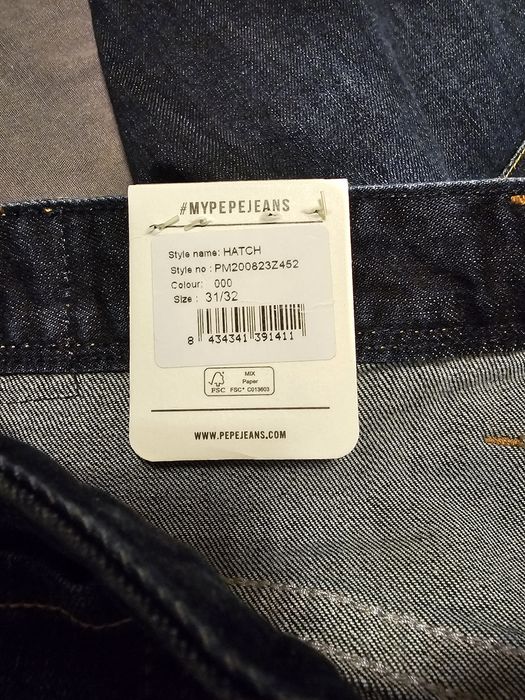 #MYPEPEJEANS
Style name: HATCH
Style no : PM200823Z452
Colour: 000
Size : 31/32
8 434341 391411
MIX
Paper
FSC FSC® C013603
WWW.PEPEJEANS.COM